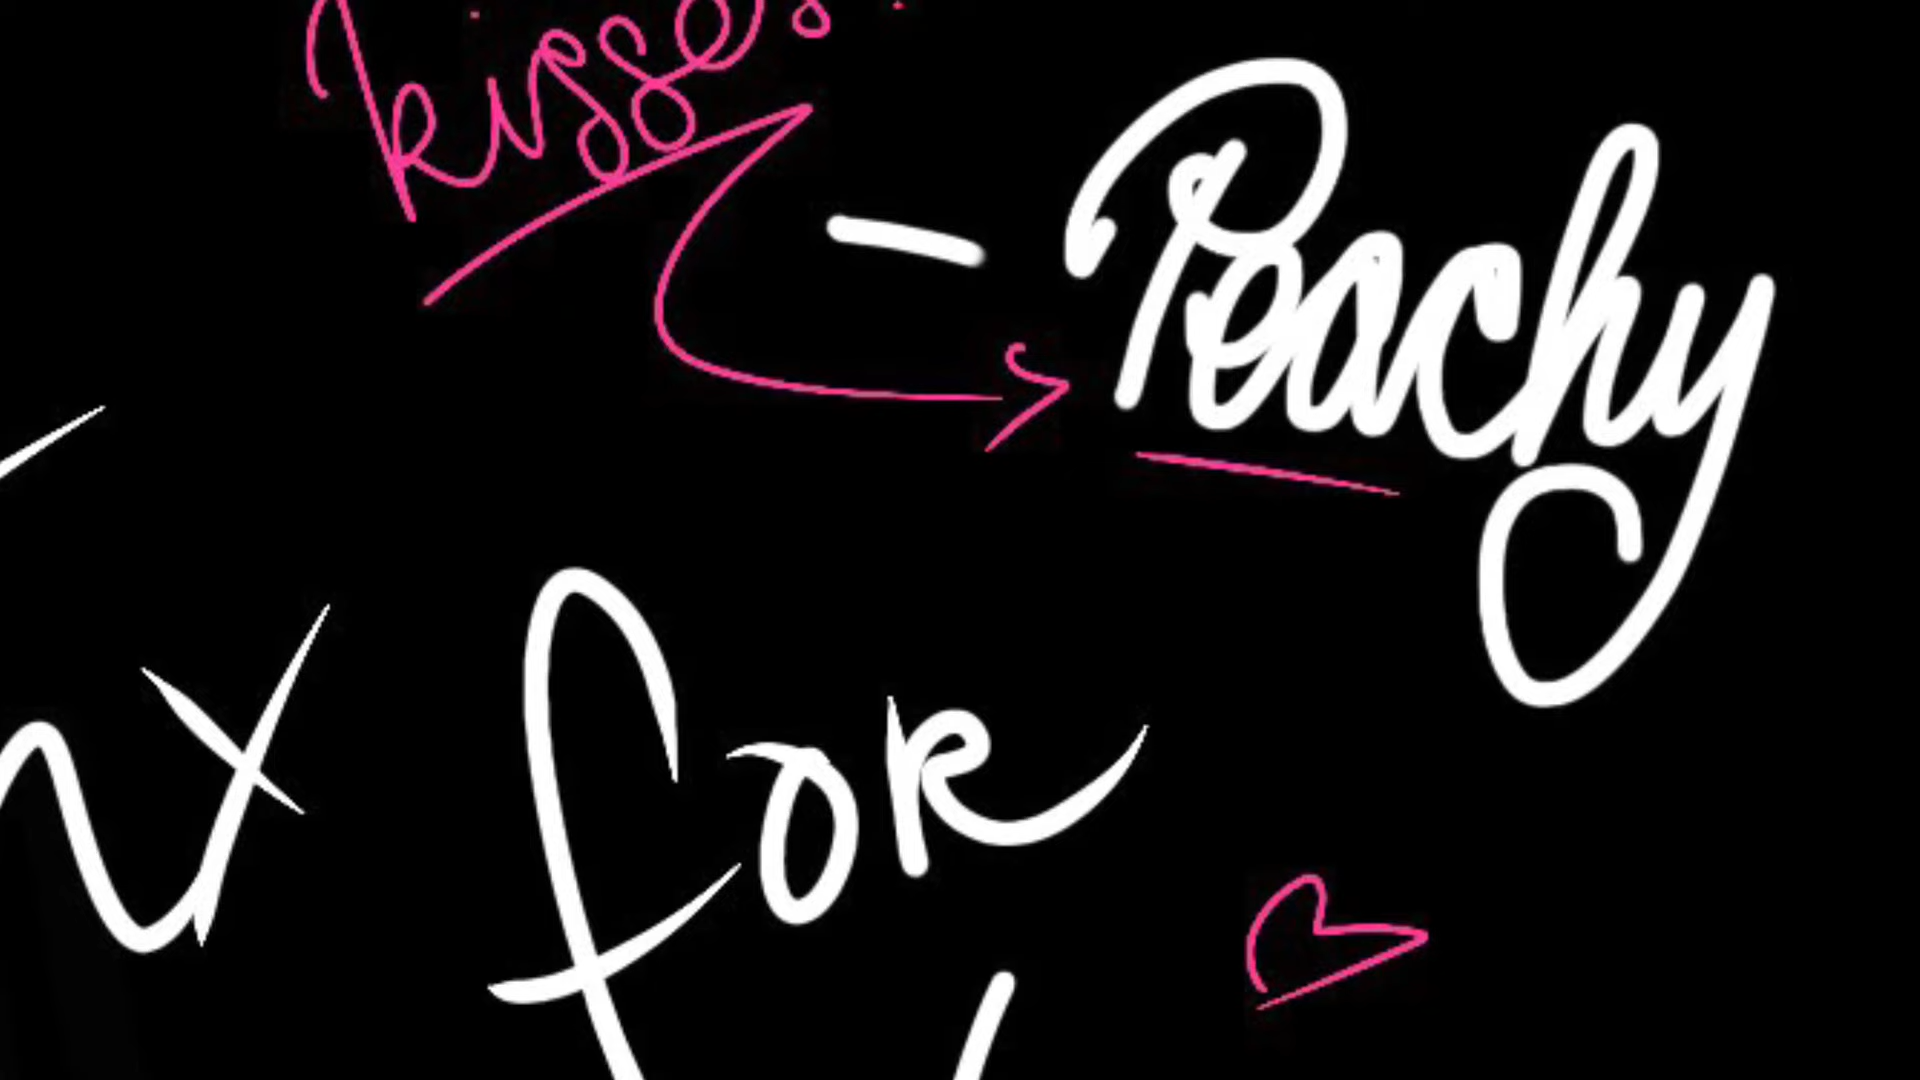 kisses
- Peachy
x for